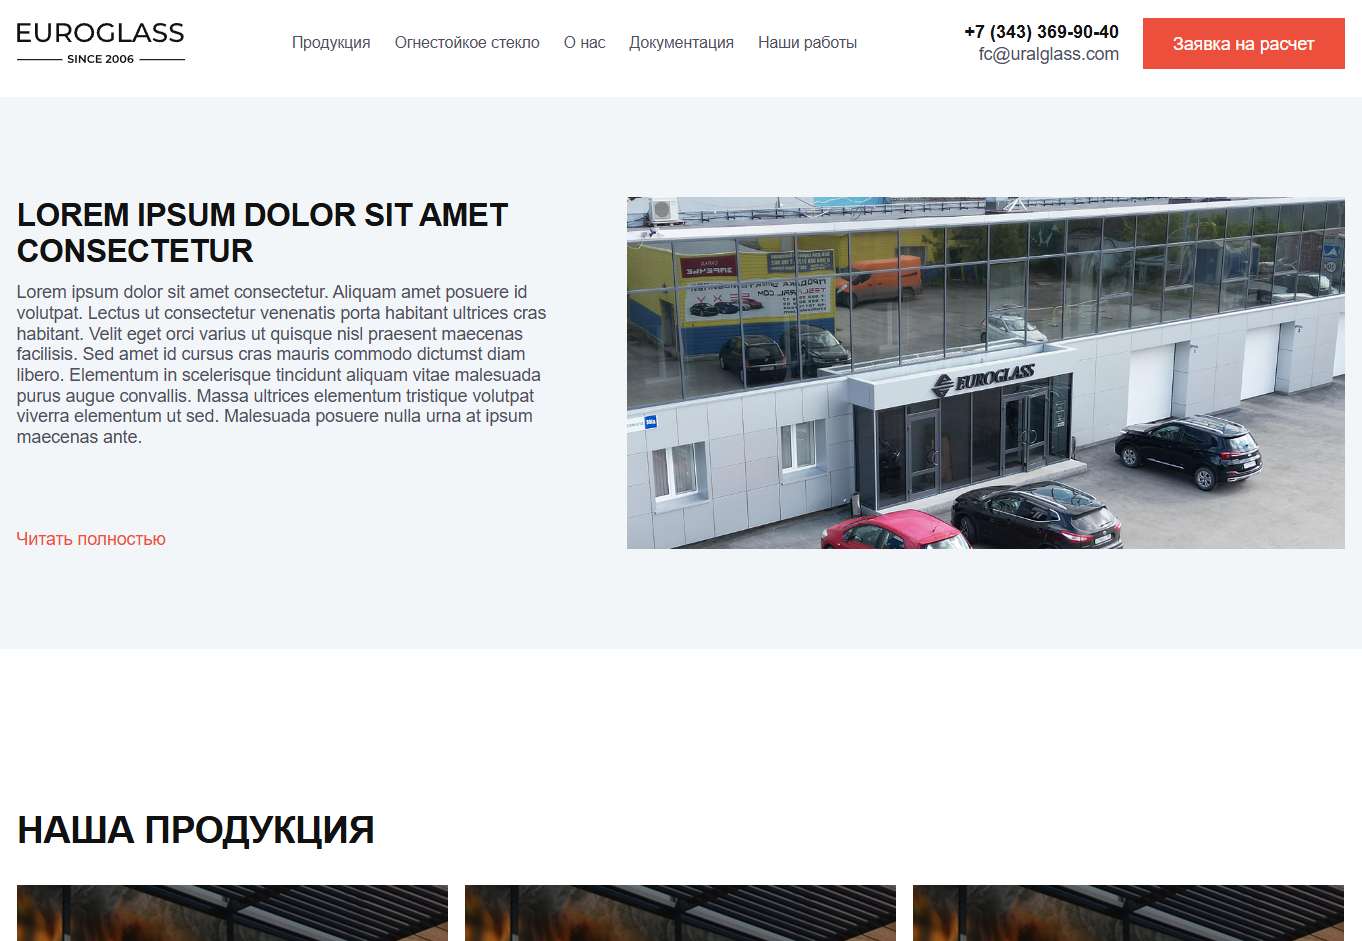 EUROGLASS
SINCE 2006
Продукция Огнестойкое стекло О нас Документация Наши работы
+7 (343) 369-90-40
fc@uralglass.com
Заявка на расчет
LOREM IPSUM DOLOR SIT AMET
CONSECTETUR
Lorem ipsum dolor sit amet consectetur. Aliquam amet posuere id
volutpat. Lectus ut consectetur venenatis porta habitant ultrices cras
habitant. Velit eget orci varius ut quisque nisl praesent maecenas
facilisis. Sed amet id cursus cras mauris commodo dictumst diam
libero. Elementum in scelerisque tincidunt aliquam vitae malesuada
purus augue convallis. Massa ultrices elementum tristique volutpat
viverra elementum ut sed. Malesuada posuere nulla urna at ipsum
maecenas ante.
Читать полностью
EUROGLASS
НАША ПРОДУКЦИЯ